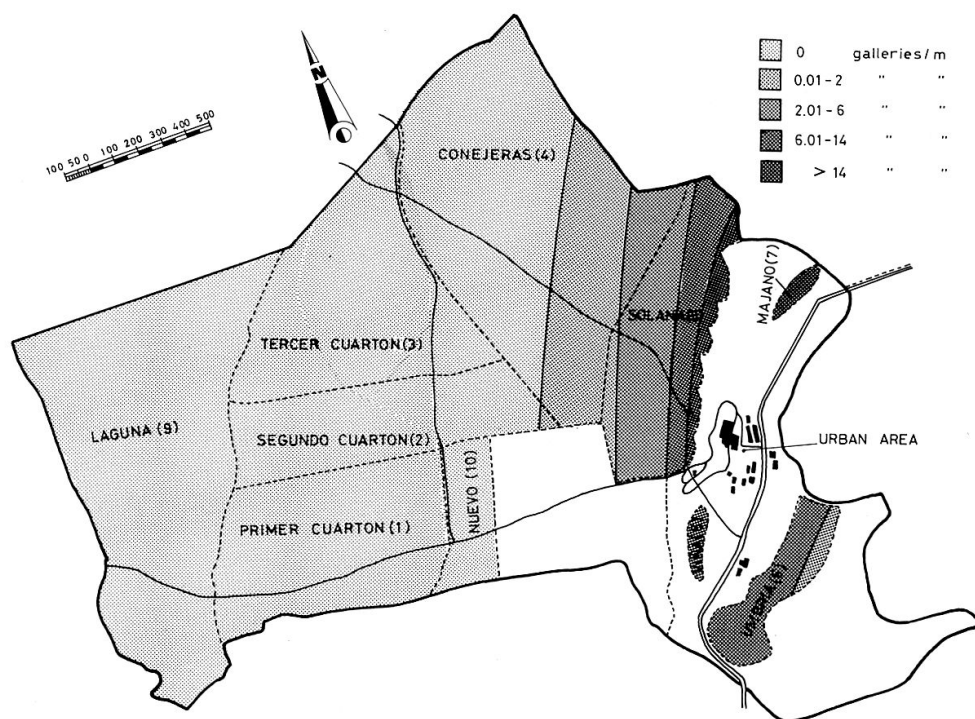 N
100 50 0 100 200 300 400 500
0 galleries/m
0.01-2 " "
2.01-6 " "
6.01-14 " "
> 14 " "
CONEJERAS (4)
MAJANO (7)
TERCER CUARTON (3)
LAGUNA (9)
SEGUNDO CUARTON (2)
URBAN AREA
NUEVO (10)
PRIMER CUARTON (1)
UMBRIA (6)